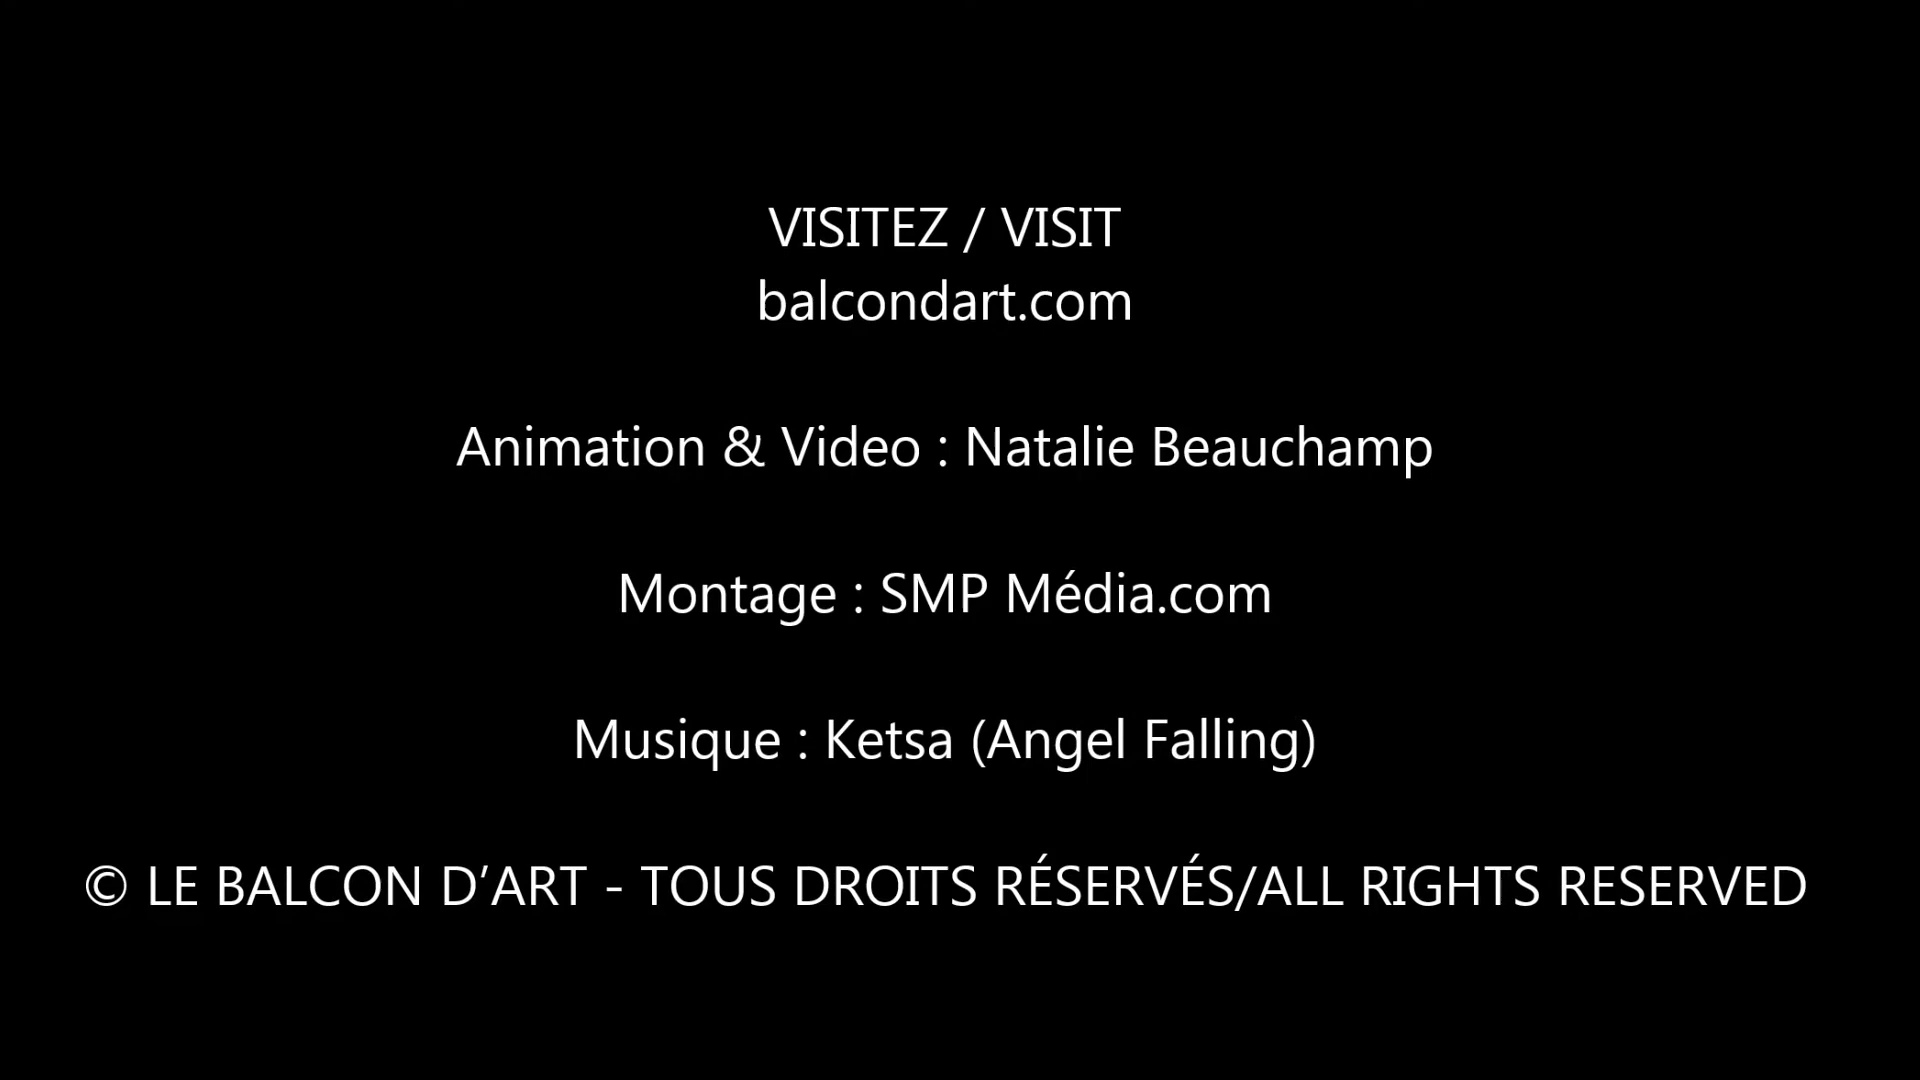 VISITEZ / VISIT
balcondart.com
Animation & Video : Natalie Beauchamp
Montage : SMP Média.com
Musique : Ketsa (Angel Falling)
© LE BALCON D’ART - TOUS DROITS RÉSERVÉS/ALL RIGHTS RESERVED